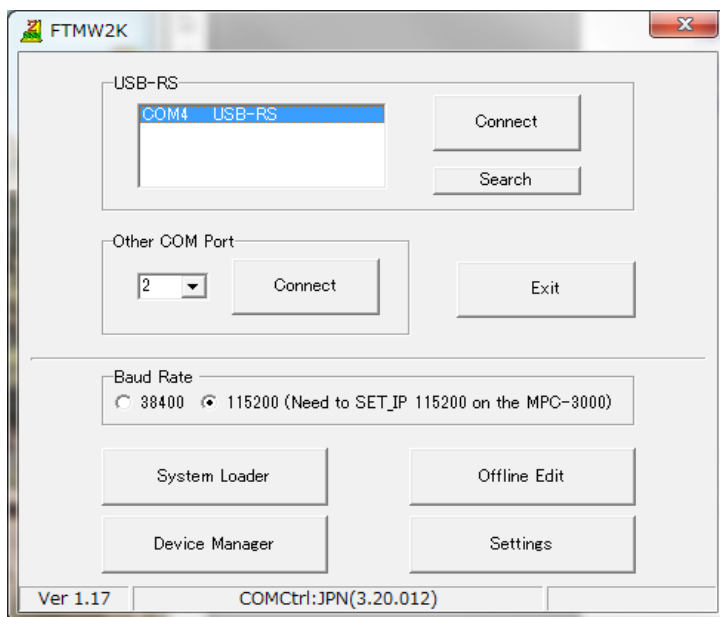 FTMW2K
USB-RS
COM4 USB-RS
Connect
Search
Other COM Port
2
Connect
Exit
Baud Rate
38400 115200 (Need to SET_IP 115200 on the MPC-3000)
System Loader
Offline Edit
Device Manager
Settings
Ver 1.17 COMCtrl:JPN(3.20.012)